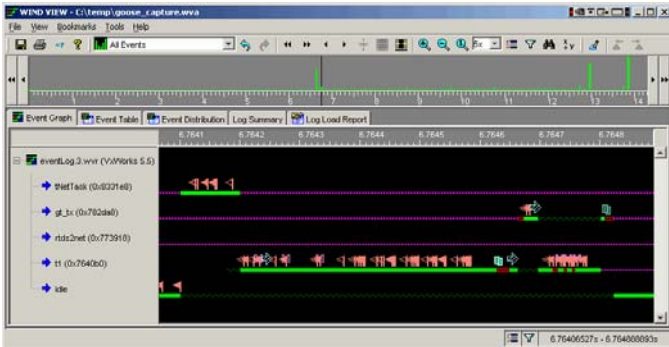 WIND VIEW - C:\temp\goose_capture.wva
File View Bookmarks Tools Help
All Events
1 2 3 4 5 6 7 8 9 10 11 12 13 14
Event Graph Event Table Event Distribution Log Summary Log Load Report
6.7641 6.7642 6.7643 6.7644 6.7645 6.7646 6.7647 6.7648
eventLog.3.wvr (VxWorks 5.5)
tNetTask (0x8331e8)
gt_tx (0x782da8)
rtds2net (0x773918)
t1 (0x7640b0)
idle
6.76406527s - 6.764888893s